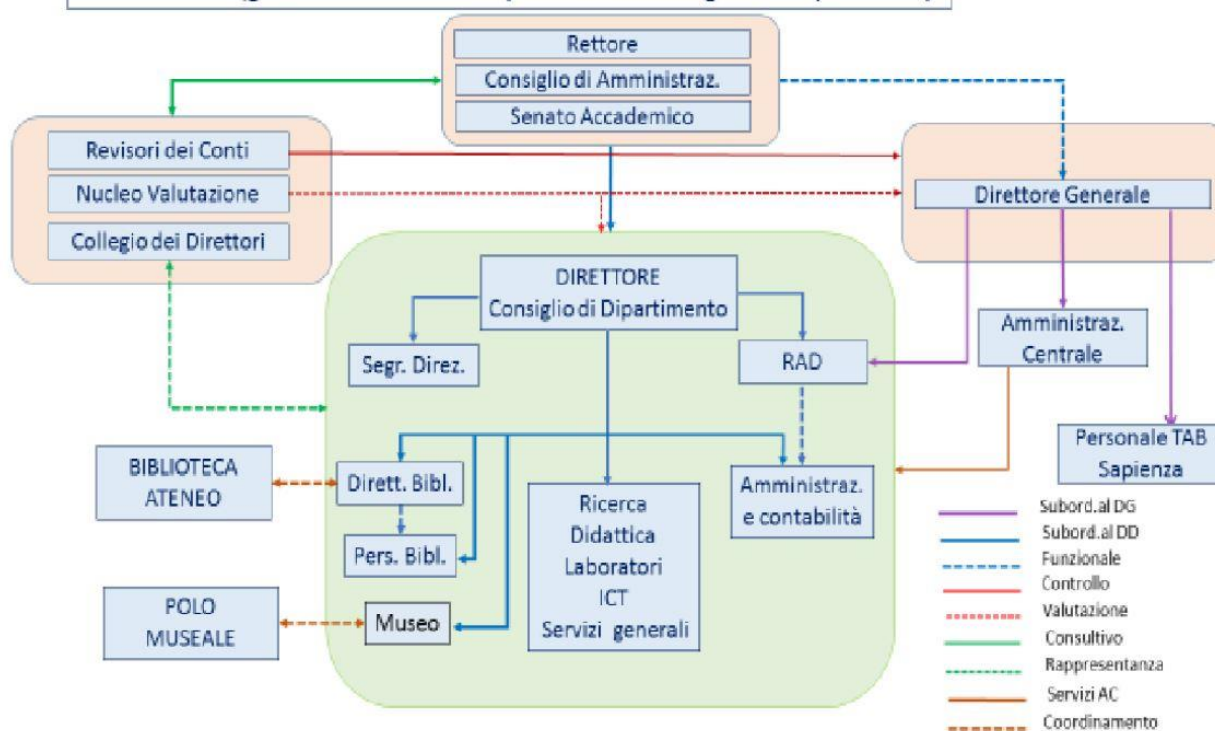 Rettore
Consiglio di Amministraz.
Senato Accademico
Revisori dei Conti
Nucleo Valutazione
Collegio dei Direttori
Direttore Generale
DIRETTORE
Consiglio di Dipartimento
Segr. Direz.
RAD
Amministraz.
Centrale
Personale TAB
Sapienza
BIBLIOTECA
ATENEO
Dirett. Bibl.
Pers. Bibl.
Ricerca
Didattica
Laboratori
ICT
Servizi generali
Amministraz.
e contabilità
POLO
MUSEALE
Museo
Subord.al DG
Subord.al DD
Funzionale
Controllo
Valutazione
Consultivo
Rappresentanza
Servizi AC
Coordinamento